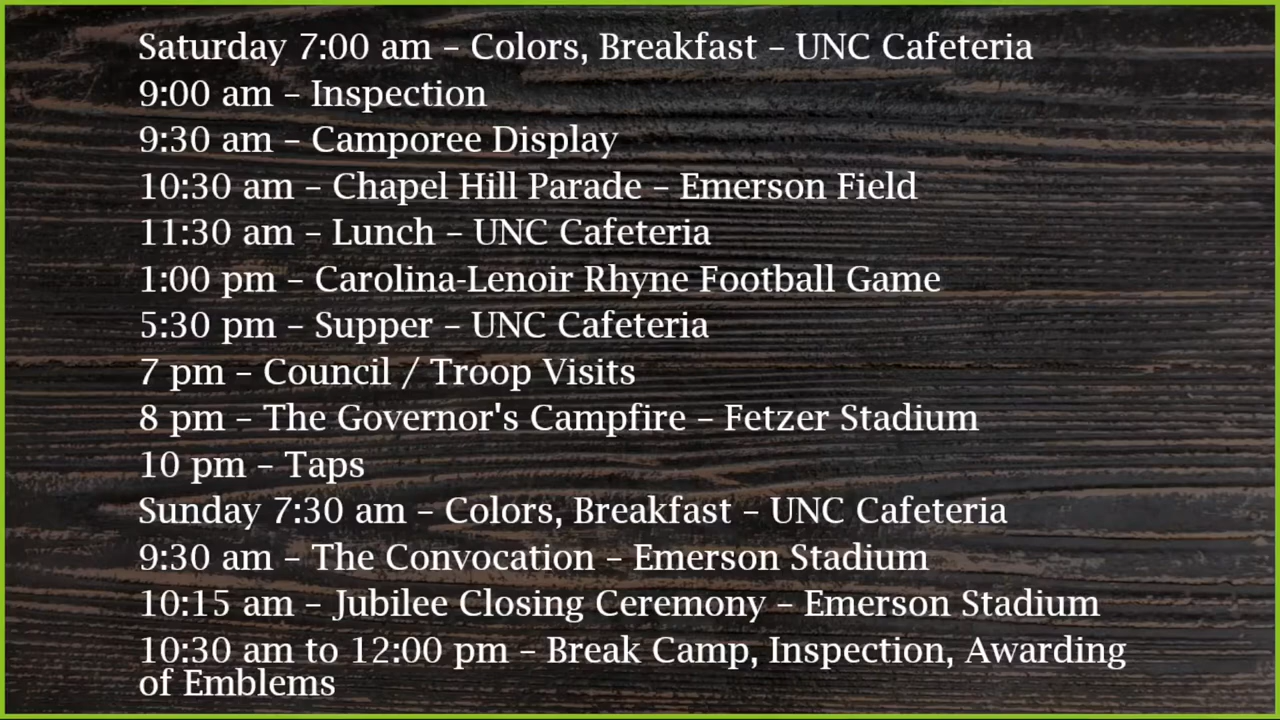 Saturday 7:00 am – Colors, Breakfast – UNC Cafeteria
9:00 am – Inspection
9:30 am – Camporee Display
10:30 am – Chapel Hill Parade – Emerson Field
11:30 am – Lunch – UNC Cafeteria
1:00 pm – Carolina-Lenoir Rhyne Football Game
5:30 pm – Supper – UNC Cafeteria
7 pm – Council / Troop Visits
8 pm – The Governor's Campfire – Fetzer Stadium
10 pm – Taps
Sunday 7:30 am – Colors, Breakfast – UNC Cafeteria
9:30 am – The Convocation – Emerson Stadium
10:15 am – Jubilee Closing Ceremony – Emerson Stadium
10:30 am to 12:00 pm – Break Camp, Inspection, Awarding
of Emblems